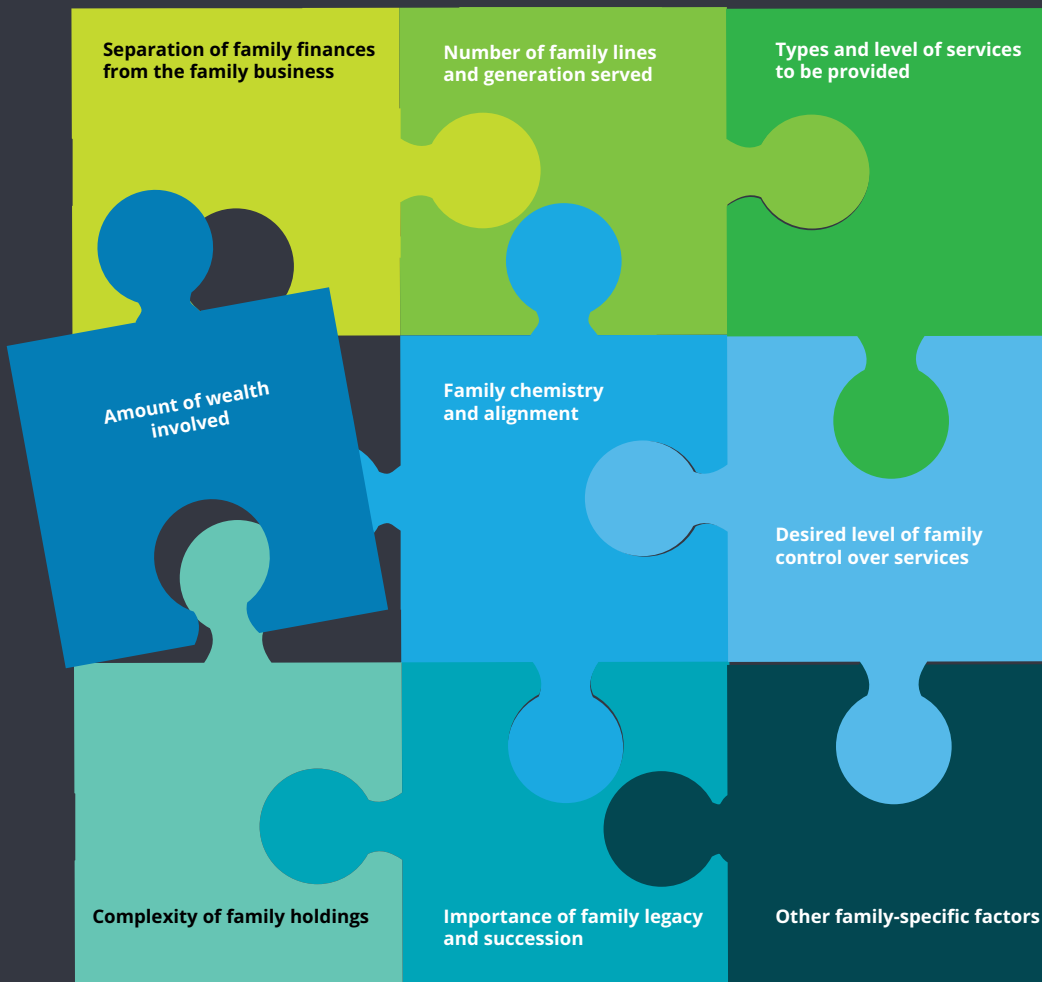 Separation of family finances
from the family business
Number of family lines
and generation served
Types and level of services
to be provided
Amount of wealth
involved
Family chemistry
and alignment
Desired level of family
control over services
Complexity of family holdings
Importance of family legacy
and succession
Other family-specific factors